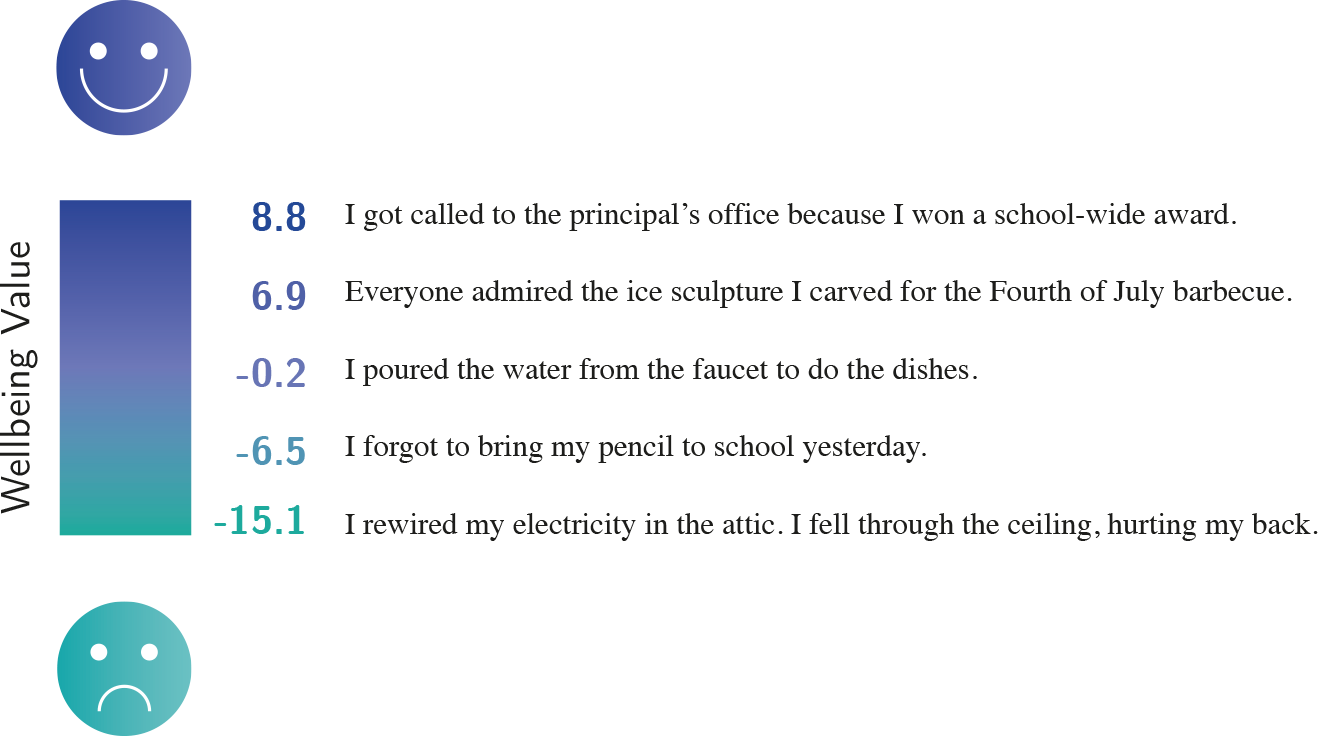 Wellbeing Value
8.8 I got called to the principal’s office because I won a school-wide award.
6.9 Everyone admired the ice sculpture I carved for the Fourth of July barbecue.
-0.2 I poured the water from the faucet to do the dishes.
-6.5 I forgot to bring my pencil to school yesterday.
-15.1 I rewired my electricity in the attic. I fell through the ceiling, hurting my back.